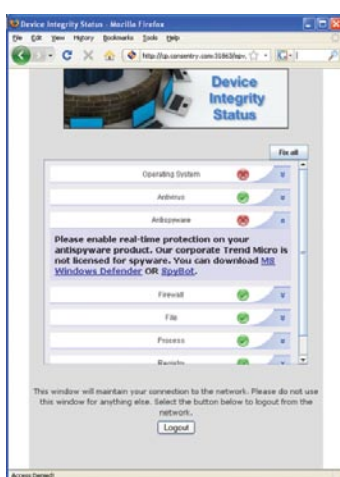 Device Integrity Status - Mozilla Firefox
File Edit View History Bookmarks Tools Help
Device
Integrity
Status
Fix all
Operating System
Antivirus
Antispyware
Please enable real-time protection on your
antispyware product. Our corporate Trend Micro is
not licensed for spyware. You can download MS
Windows Defender OR SpyBot.
Firewall
File
Process
Registry
This window will maintain your connection to the network. Please do not use
this window for anything else. Select the button below to logout from the
network.
Logout